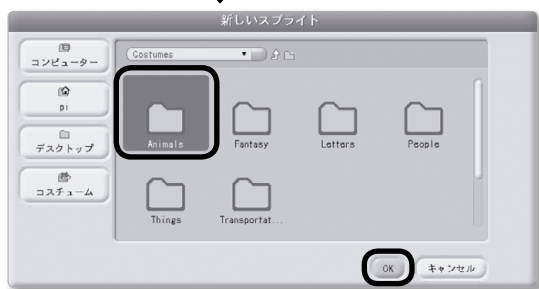 新しいスプライト
コンピューター
pi
デスクトップ
コスチューム
Costumes
Animals
Fantasy
Letters
People
Things
Transportat...
OK
キャンセル